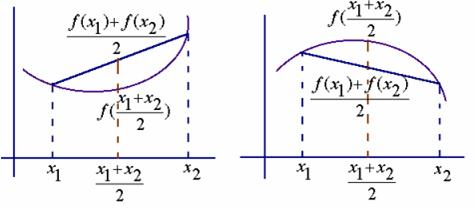 f(x₁)+f(x₂)
2
f(x₁+x₂)
2
x₁
x₁+x₂
2
x₂
f(x₁+x₂)
2
f(x₁)+f(x₂)
2
x₁
x₁+x₂
2
x₂